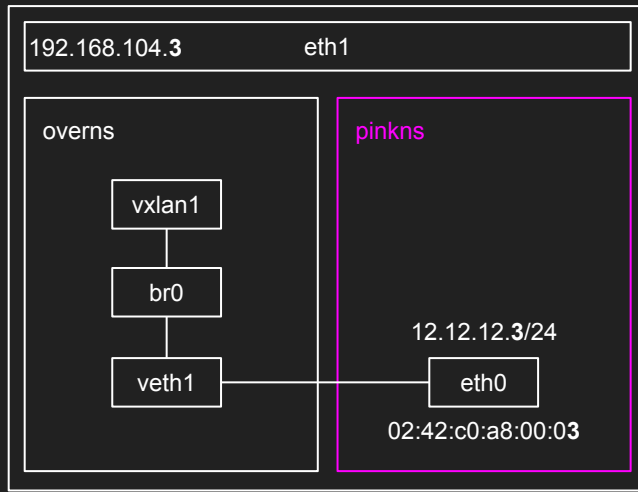 192.168.104.3 eth1
overns
pinkns
vxlan1
br0
12.12.12.3/24
veth1
eth0
02:42:c0:a8:00:03